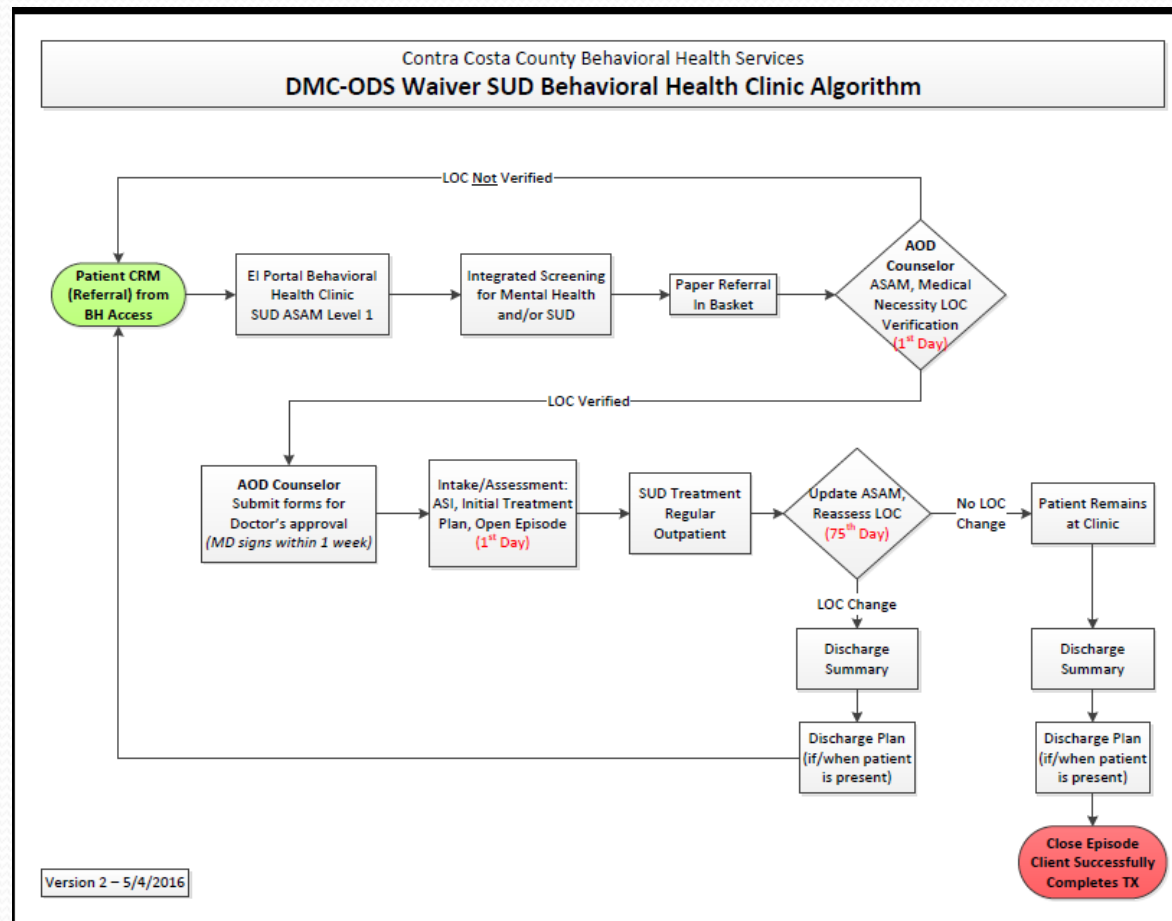 Contra Costa County Behavioral Health Services
DMC-ODS Waiver SUD Behavioral Health Clinic Algorithm
LOC Not Verified
Patient CRM
(Referral) from
BH Access
El Portal Behavioral
Health Clinic
SUD ASAM Level 1
Integrated Screening
for Mental Health
and/or SUD
Paper Referral
In Basket
AOD
Counselor
ASAM, Medical
Necessity LOC
Verification
(1st Day)
LOC Verified
AOD Counselor
Submit forms for
Doctor's approval
(MD signs within 1 week)
Intake/Assessment:
ASI, Initial Treatment
Plan, Open Episode
(1st Day)
SUD Treatment
Regular
Outpatient
Update ASAM,
Reassess LOC
(75th Day)
No LOC
Change
Patient Remains
at Clinic
LOC Change
Discharge
Summary
Discharge
Summary
Discharge Plan
(if/when patient
is present)
Discharge Plan
(if/when patient
is present)
Close Episode
Client Successfully
Completes TX
Version 2 – 5/4/2016